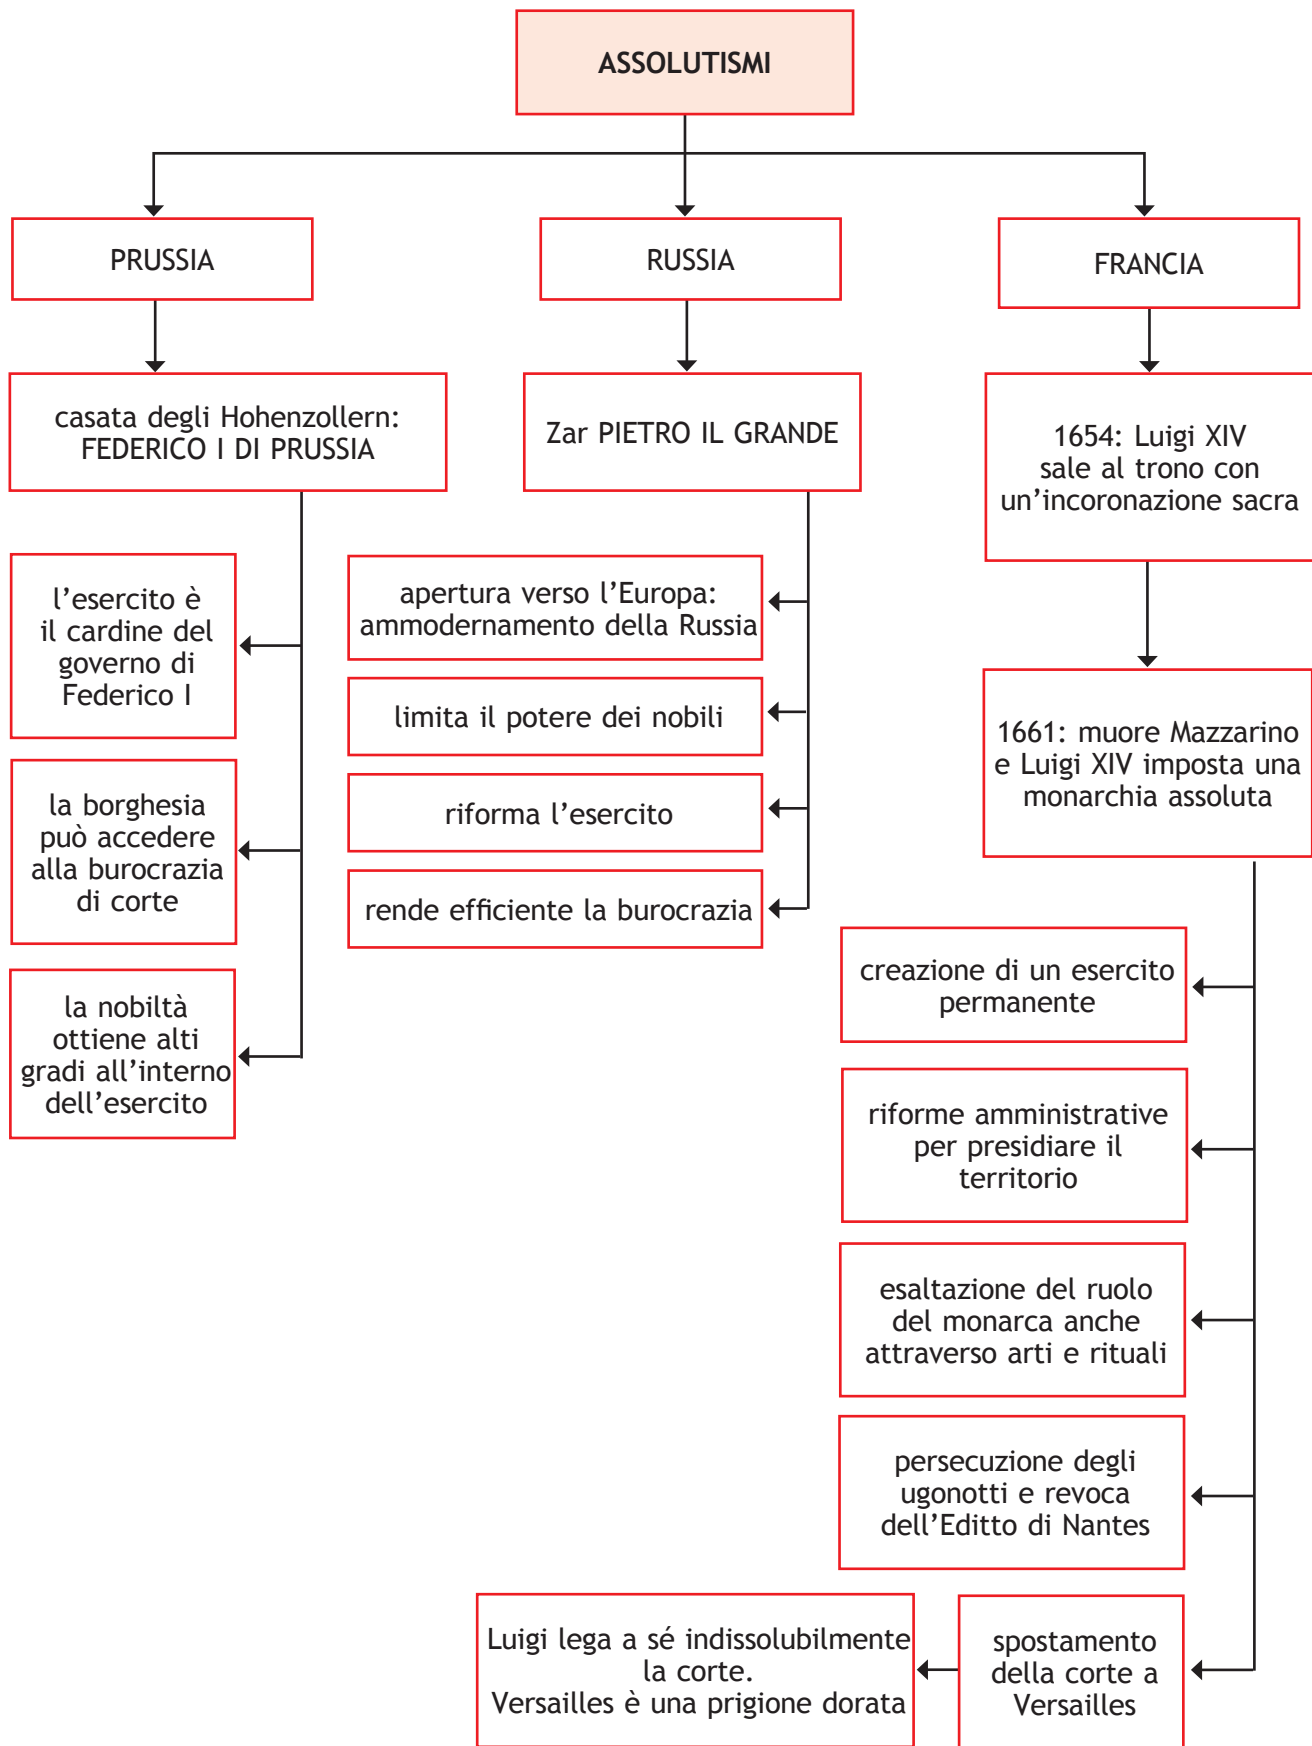 ASSOLUTISMI
PRUSSIA
RUSSIA
FRANCIA
casata degli Hohenzollern:
FEDERICO I DI PRUSSIA
Zar PIETRO IL GRANDE
1654: Luigi XIV
sale al trono con
un’incoronazione sacra
l’esercito è
il cardine del
governo di
Federico I
la borghesia
può accedere
alla burocrazia
di corte
la nobiltà
ottiene alti
gradi all’interno
dell’esercito
apertura verso l’Europa:
ammodernamento della Russia
limita il potere dei nobili
riforma l’esercito
rende efficiente la burocrazia
1661: muore Mazzarino
e Luigi XIV imposta una
monarchia assoluta
creazione di un esercito
permanente
riforme amministrative
per presidiare il
territorio
esaltazione del ruolo
del monarca anche
attraverso arti e rituali
persecuzione degli
ugonotti e revoca
dell’Editto di Nantes
spostamento
della corte a
Versailles
Luigi lega a sé indissolubilmente
la corte.
Versailles è una prigione dorata